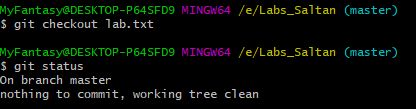 MyFantasy@DESKTOP-P64SFD9 MINGW64 /e/Labs_Saltan (master)
$ git checkout lab.txt
MyFantasy@DESKTOP-P64SFD9 MINGW64 /e/Labs_Saltan (master)
$ git status
On branch master
nothing to commit, working tree clean